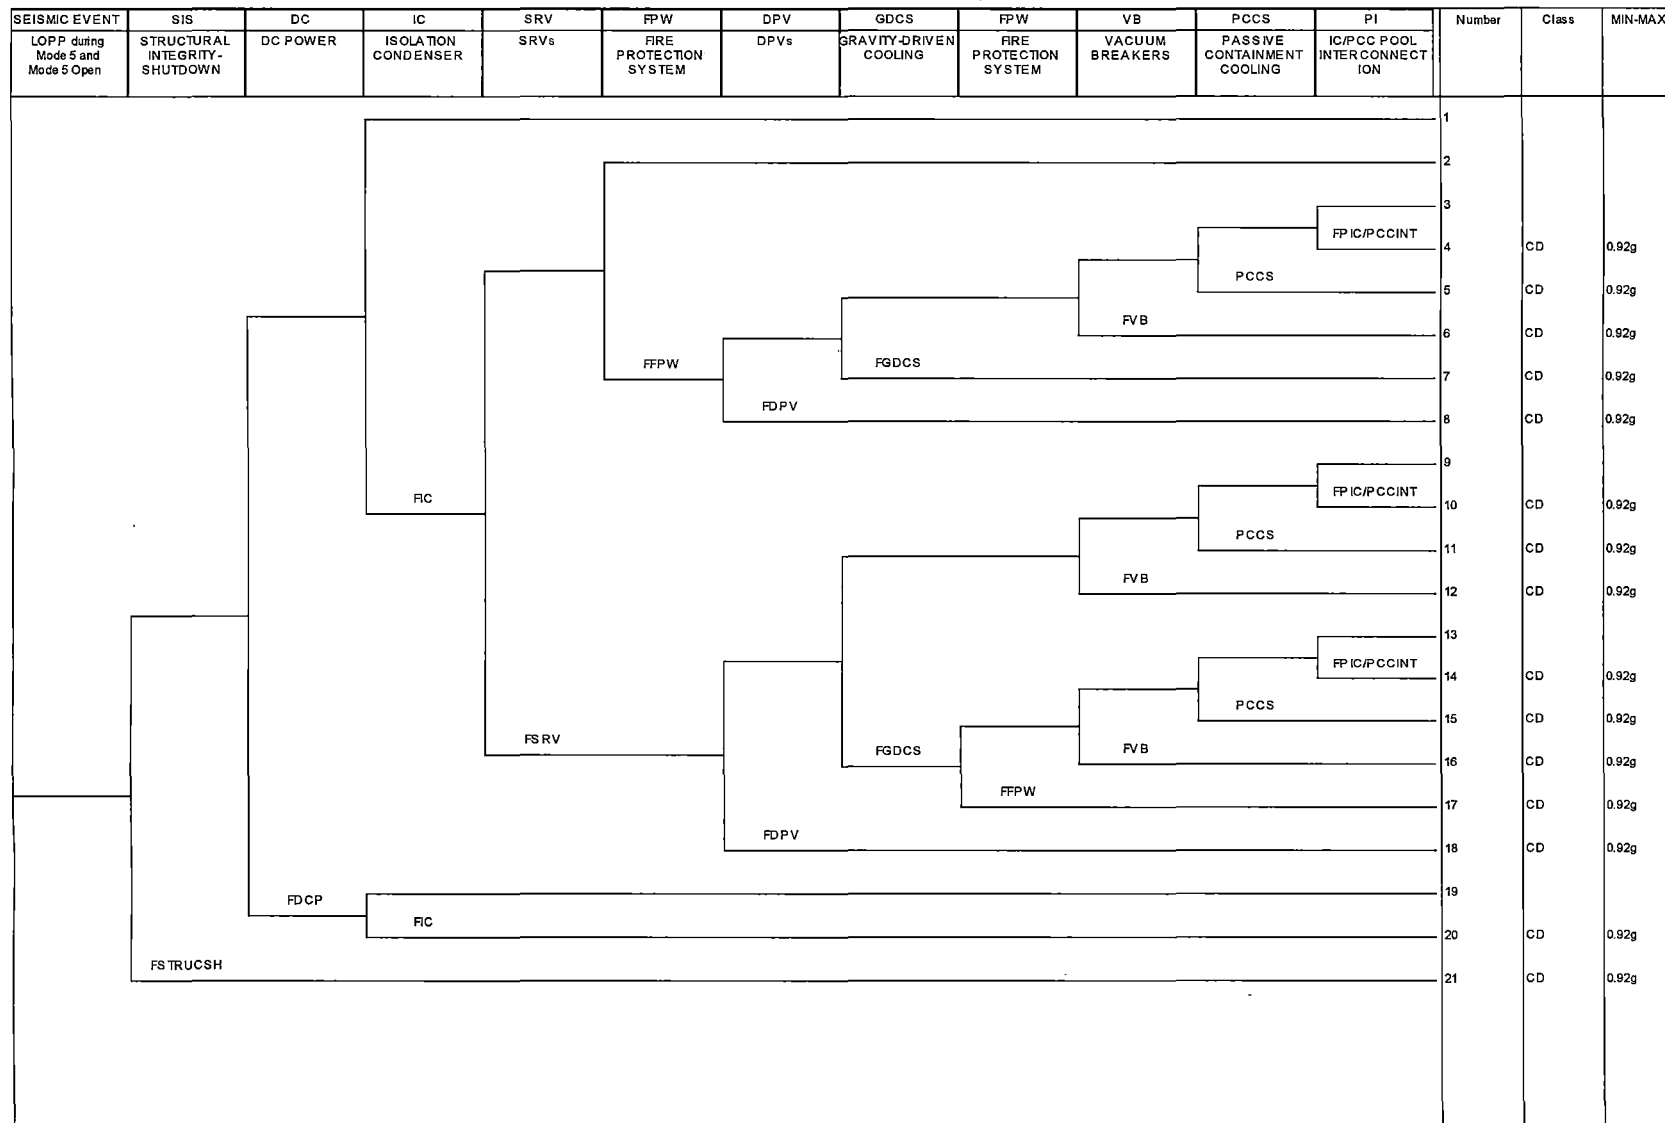 SEISMIC EVENT SIS DC IC SRV FPW DPV GDCS FPW VB PCCS PI Number Class MIN-MAX
LOPP during STRUCTURAL DC POWER ISOLATION SRVs FIRE DPVs GRAVITY-DRIVEN FIRE VACUUM PASSIVE IC/PCC POOL
Mode 5 and INTEGRITY- CONDENSER PROTECTION COOLING PROTECTION BREAKERS CONTAINMENT INTERCONNECT
Mode 5 Open SHUTDOWN SYSTEM SYSTEM COOLING ION
1
2
3
FPIC/PCCINT
4 CD 0.92g
PCCS
5 CD 0.92g
FVB
6 CD 0.92g
FFPW FGDCS
7 CD 0.92g
FDPV
8 CD 0.92g
9
FPIC/PCCINT
FIC
10 CD 0.92g
PCCS
11 CD 0.92g
FVB
12 CD 0.92g
13
FPIC/PCCINT
14 CD 0.92g
PCCS
15 CD 0.92g
FSRV FGDCS FVB
16 CD 0.92g
FFPW
17 CD 0.92g
FDPV
18 CD 0.92g
19
FDCP
FIC
20 CD 0.92g
FSTRUCSH
21 CD 0.92g